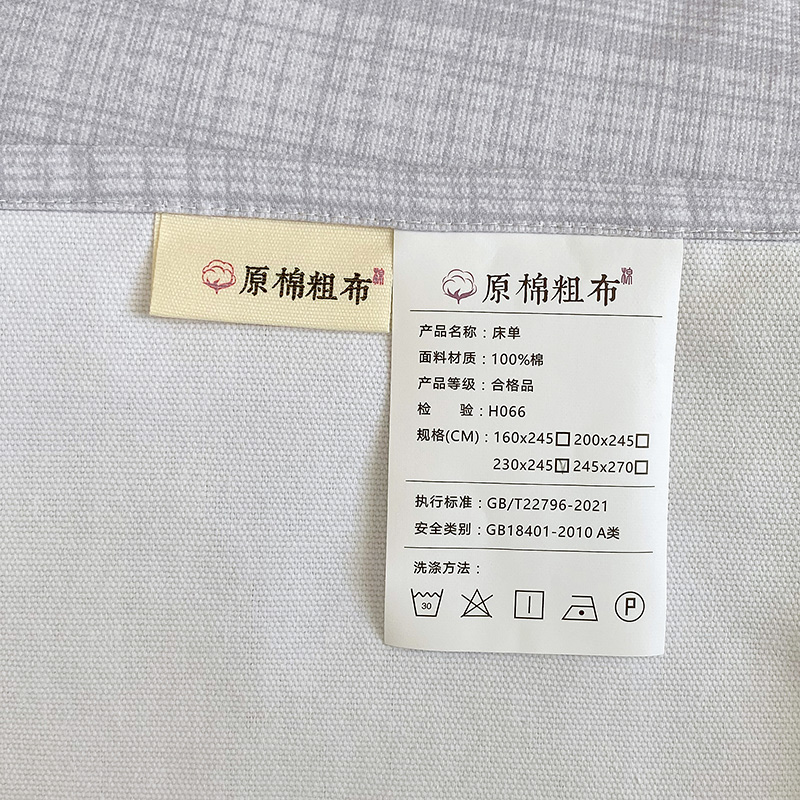 原棉粗布
棉
原棉粗布
棉
产品名称：床单
面料材质：100%棉
产品等级：合格品
检 验：H066
规格(CM)：160x245□ 200x245□
230x245☑ 245x270□
执行标准：GB/T22796-2021
安全类别：GB18401-2010 A类
洗涤方法：
30
P